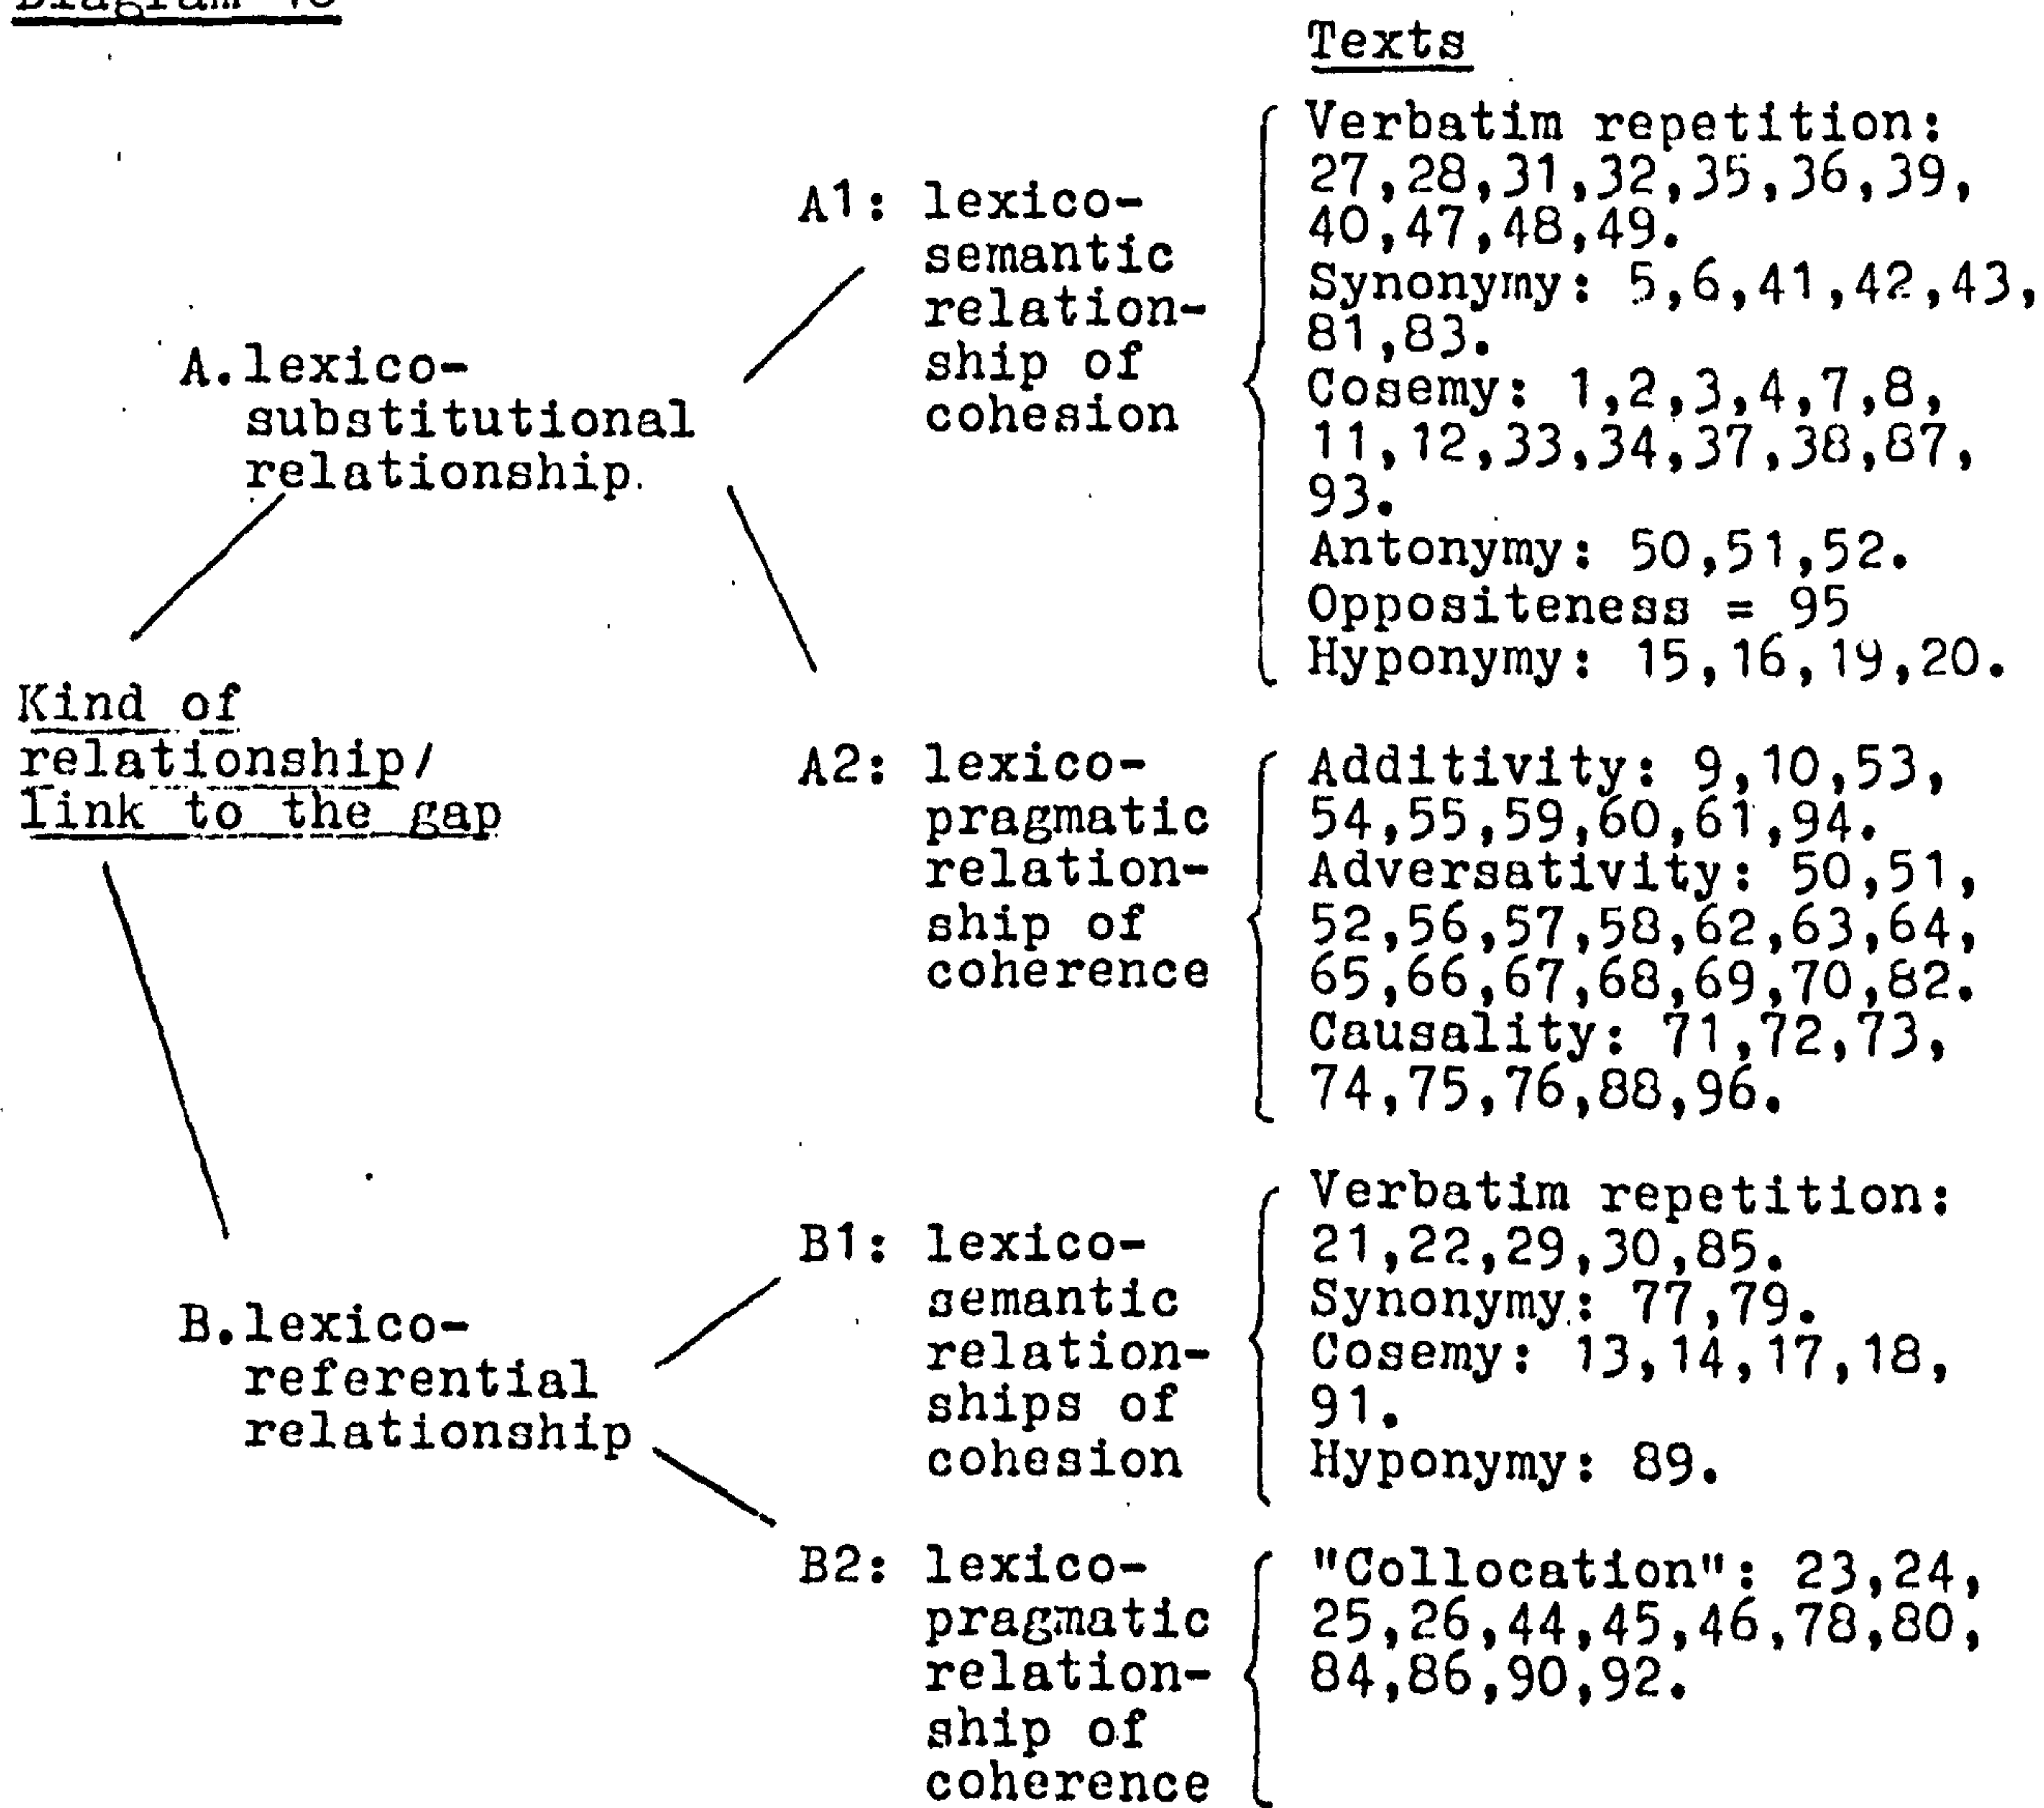 Texts
A. lexico-
substitutional
relationship.
Kind of
relationship/
link to the gap
B. lexico-
referential
relationship
A1: lexico-
semantic
relation-
ship of
cohesion
Verbatim repetition:
27,28,31,32,35,36,39,
40,47,48,49.
Synonymy: 5,6,41,42,43,
81,83.
Cosemy: 1,2,3,4,7,8,
11,12,33,34,37,38,87,
93.
Antonymy: 50,51,52.
Oppositeness = 95
Hyponymy: 15,16,19,20.
A2: lexico-
pragmatic
relation-
ship of
coherence
Additivity: 9,10,53,
54,55,59,60,61,94.
Adversativity: 50,51,
52,56,57,58,62,63,64,
65,66,67,68,69,70,82.
Causality: 71,72,73,
74,75,76,88,96.
B1: lexico-
semantic
relation-
ships of
cohesion
Verbatim repetition:
21,22,29,30,85.
Synonymy: 77,79.
Cosemy: 13,14,17,18,
91.
Hyponymy: 89.
B2: lexico-
pragmatic
relation-
ship of
coherence
"Collocation": 23,24,
25,26,44,45,46,78,80,
84,86,90,92.